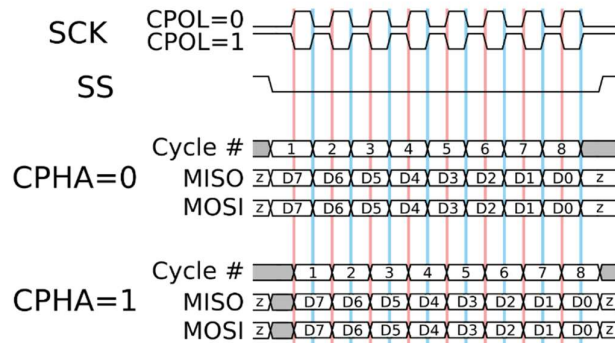 SCK CPOL=0
CPOL=1
SS
CPHA=0
Cycle # 1 2 3 4 5 6 7 8
MISO z D7 D6 D5 D4 D3 D2 D1 D0 z
MOSI z D7 D6 D5 D4 D3 D2 D1 D0 z
CPHA=1
Cycle # 1 2 3 4 5 6 7 8
MISO z D7 D6 D5 D4 D3 D2 D1 D0 z
MOSI z D7 D6 D5 D4 D3 D2 D1 D0 z